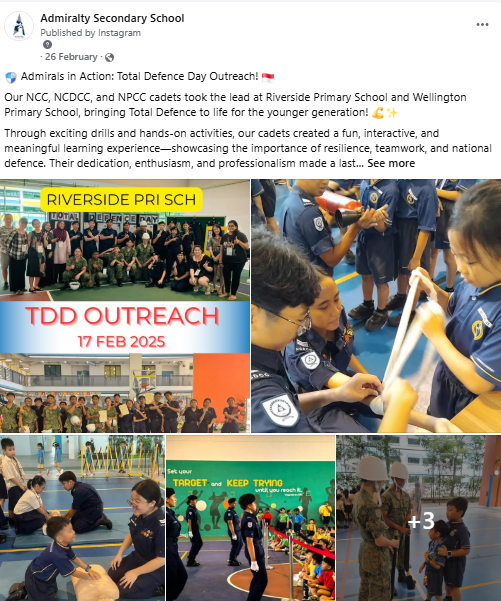 Admiralty Secondary School
Published by Instagram
· 26 February ·
Admirals in Action: Total Defence Day Outreach!
Our NCC, NCDCC, and NPCC cadets took the lead at Riverside Primary School and Wellington
Primary School, bringing Total Defence to life for the younger generation!
Through exciting drills and hands-on activities, our cadets created a fun, interactive, and
meaningful learning experience—showcasing the importance of resilience, teamwork, and national
defence. Their dedication, enthusiasm, and professionalism made a last... See more
RIVERSIDE PRI SCH
TOTAL DEFENCE DAY
TDD OUTREACH
17 FEB 2025
Set your
TARGET and KEEP TRYING
until you reach it.
+3